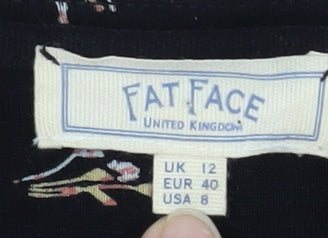 FAT FACE
UNITED KINGDOM
UK 12
EUR 40
USA 8